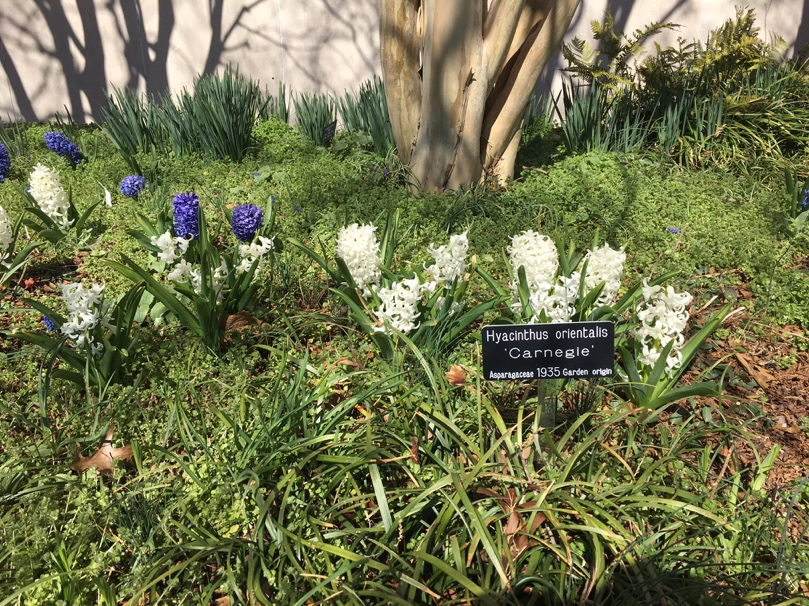 Hyacinthus orientalis
'Carnegie'
Asparagaceae 1935 Garden origin